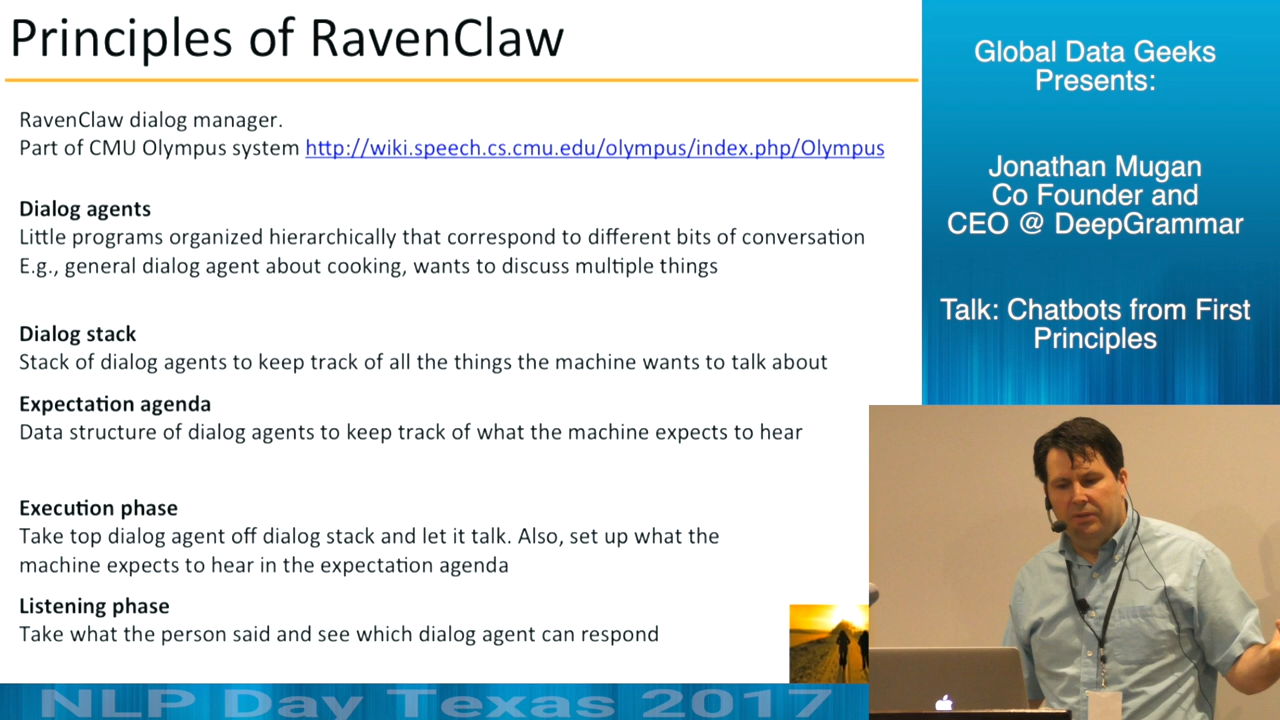 Principles of RavenClaw
RavenClaw dialog manager.
Part of CMU Olympus system http://wiki.speech.cs.cmu.edu/olympus/index.php/Olympus
Dialog agents
Little programs organized hierarchically that correspond to different bits of conversation
E.g., general dialog agent about cooking, wants to discuss multiple things
Dialog stack
Stack of dialog agents to keep track of all the things the machine wants to talk about
Expectation agenda
Data structure of dialog agents to keep track of what the machine expects to hear
Execution phase
Take top dialog agent off dialog stack and let it talk. Also, set up what the
machine expects to hear in the expectation agenda
Listening phase
Take what the person said and see which dialog agent can respond
Global Data Geeks
Presents:
Jonathan Mugan
Co Founder and
CEO @ DeepGrammar
Talk: Chatbots from First
Principles
NLP Day Texas 2017